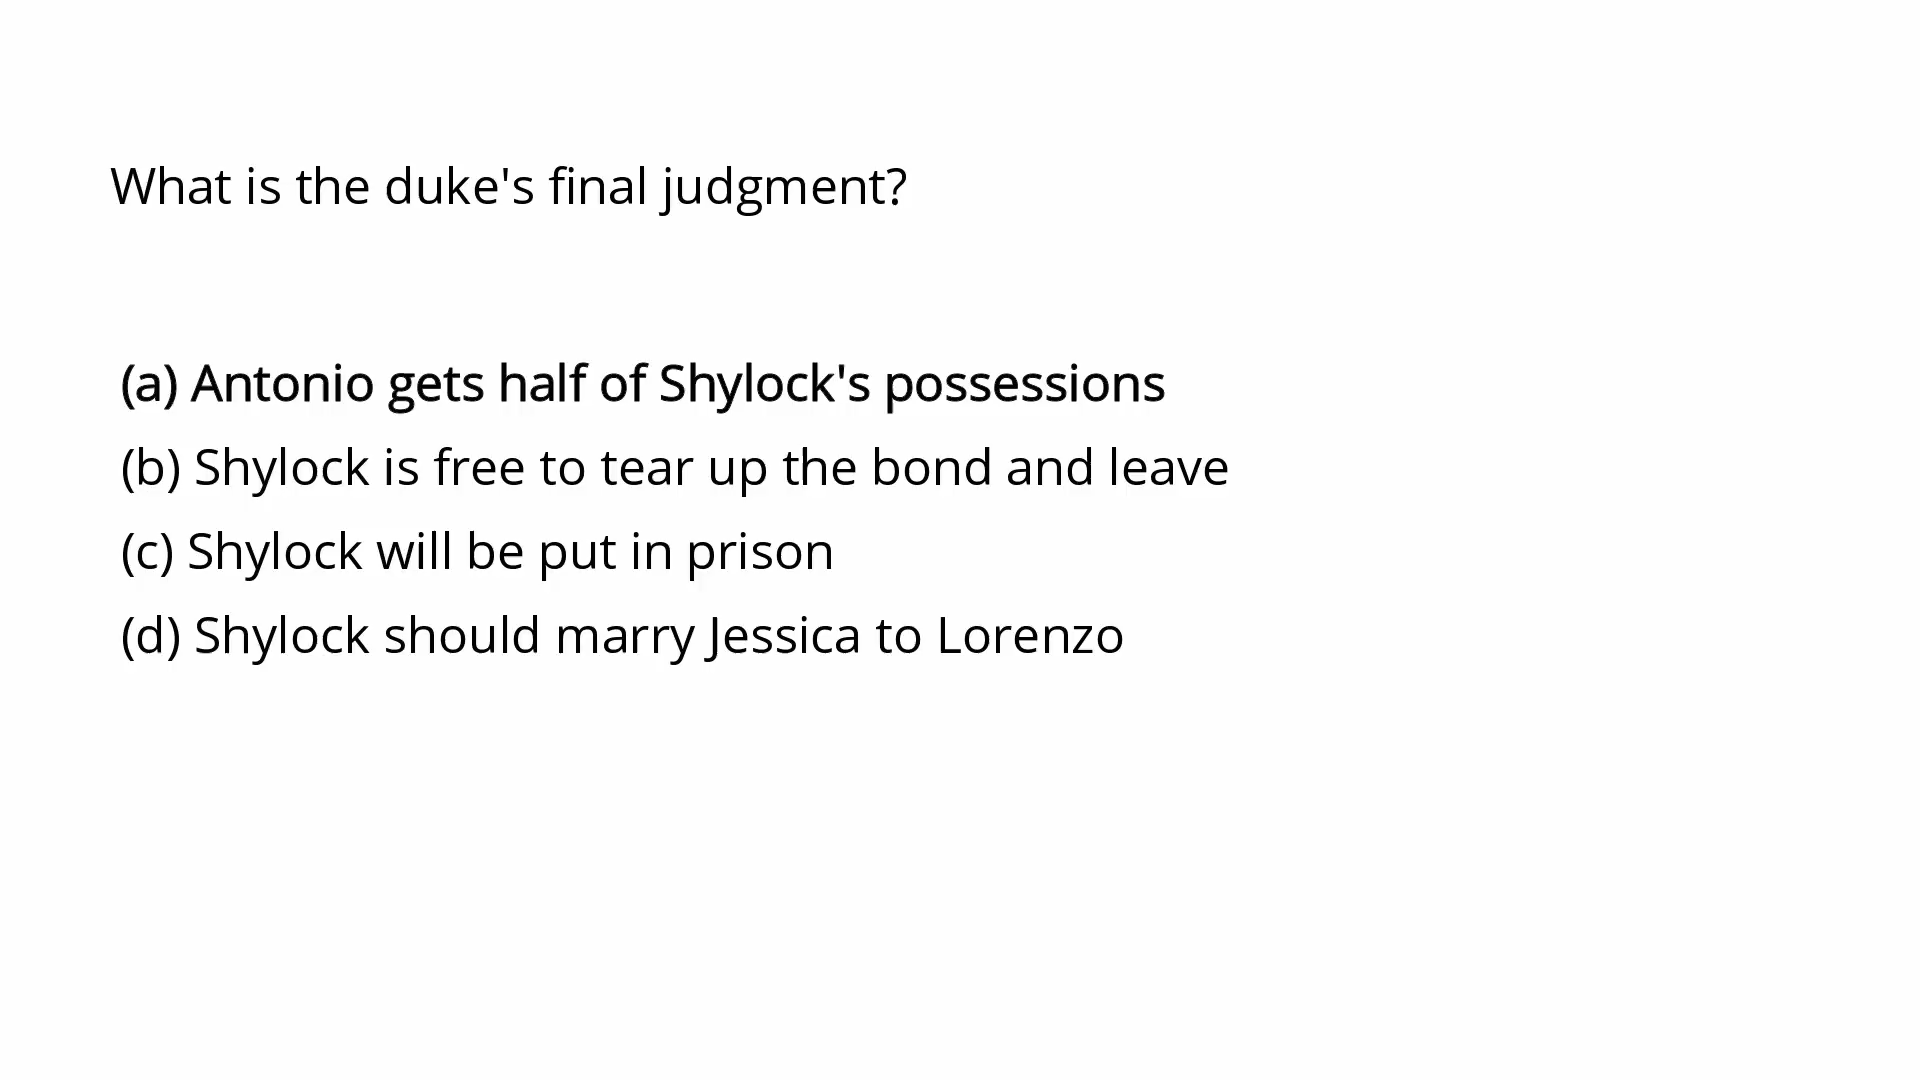 What is the duke's final judgment?
(a) Antonio gets half of Shylock's possessions
(b) Shylock is free to tear up the bond and leave
(c) Shylock will be put in prison
(d) Shylock should marry Jessica to Lorenzo